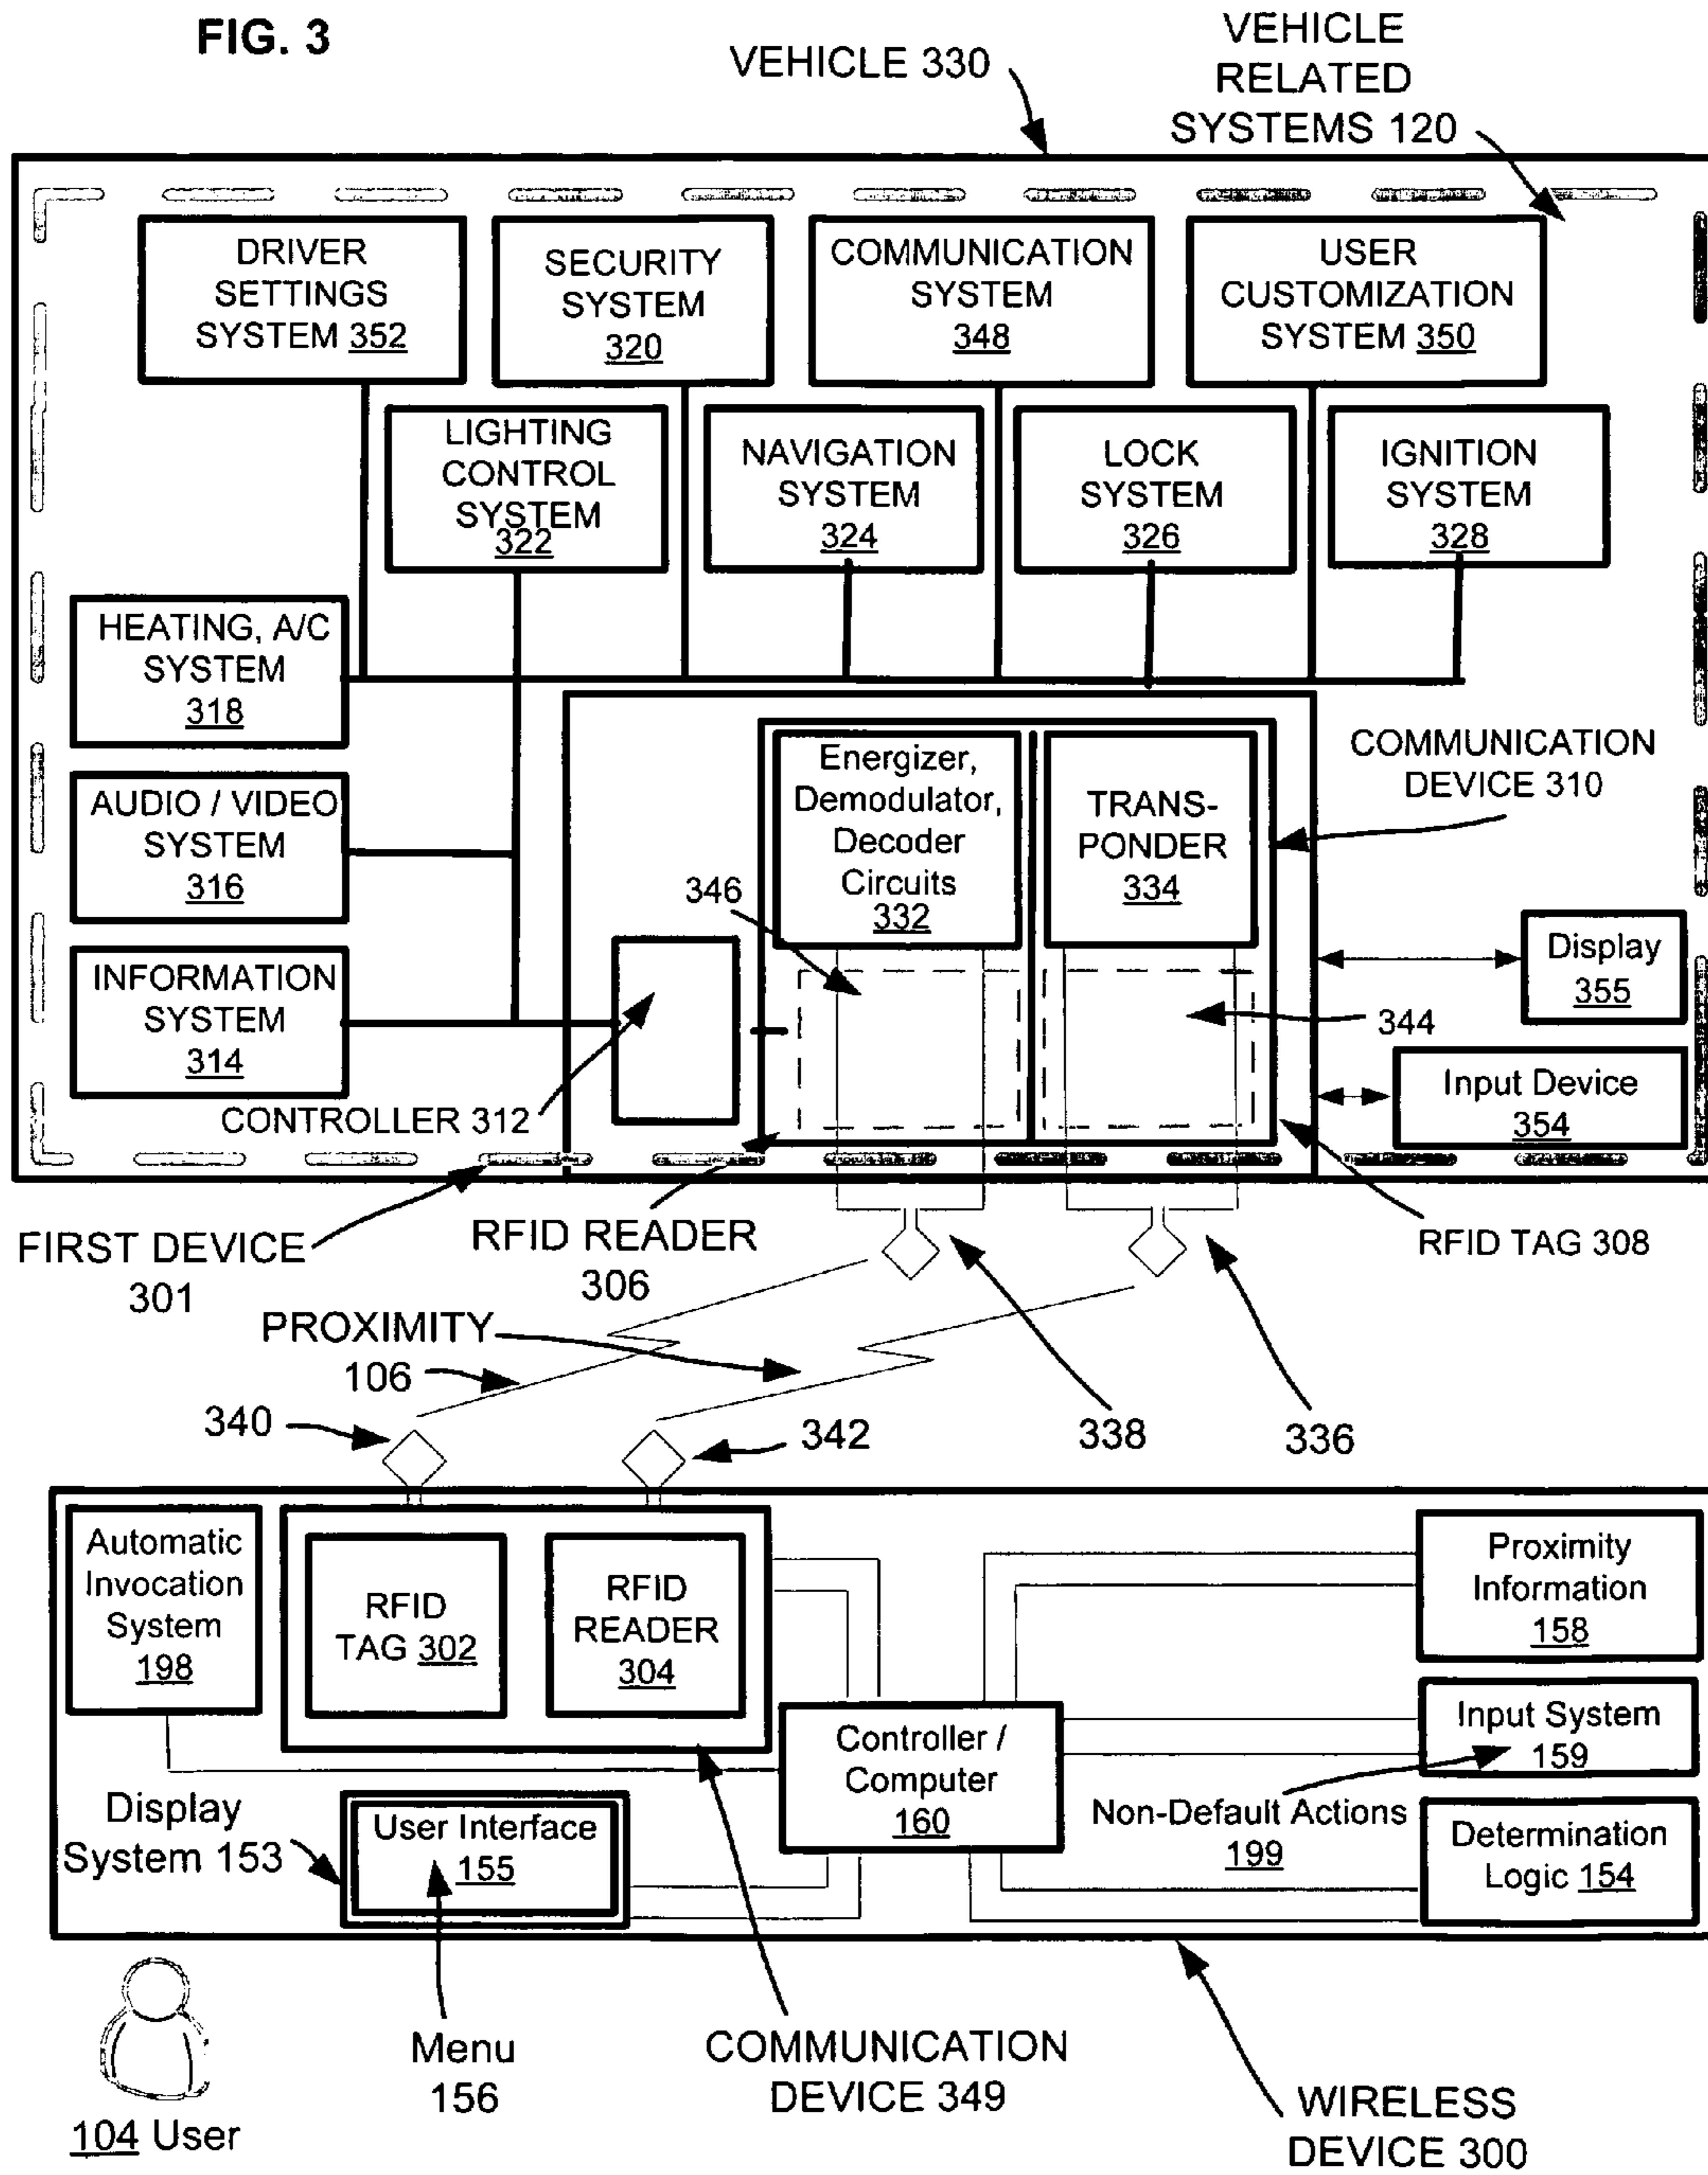 FIG. 3
VEHICLE 330
VEHICLE
RELATED
SYSTEMS 120
DRIVER
SETTINGS
SYSTEM 352
SECURITY
SYSTEM
320
COMMUNICATION
SYSTEM
348
USER
CUSTOMIZATION
SYSTEM 350
LIGHTING
CONTROL
SYSTEM
322
NAVIGATION
SYSTEM
324
LOCK
SYSTEM
326
IGNITION
SYSTEM
328
HEATING, A/C
SYSTEM
318
AUDIO / VIDEO
SYSTEM
316
INFORMATION
SYSTEM
314
CONTROLLER 312
346
Energizer,
Demodulator,
Decoder
Circuits
332
TRANS-
PONDER
334
COMMUNICATION
DEVICE 310
344
Display
355
Input Device
354
FIRST DEVICE
301
RFID READER
306
RFID TAG 308
PROXIMITY
106
340
342
338
336
Automatic
Invocation
System
198
RFID
TAG 302
RFID
READER
304
Proximity
Information
158
Controller /
Computer
160
Input System
159
Non-Default Actions
199
Determination
Logic 154
Display
System 153
User Interface
155
Menu
156
COMMUNICATION
DEVICE 349
WIRELESS
DEVICE 300
104 User